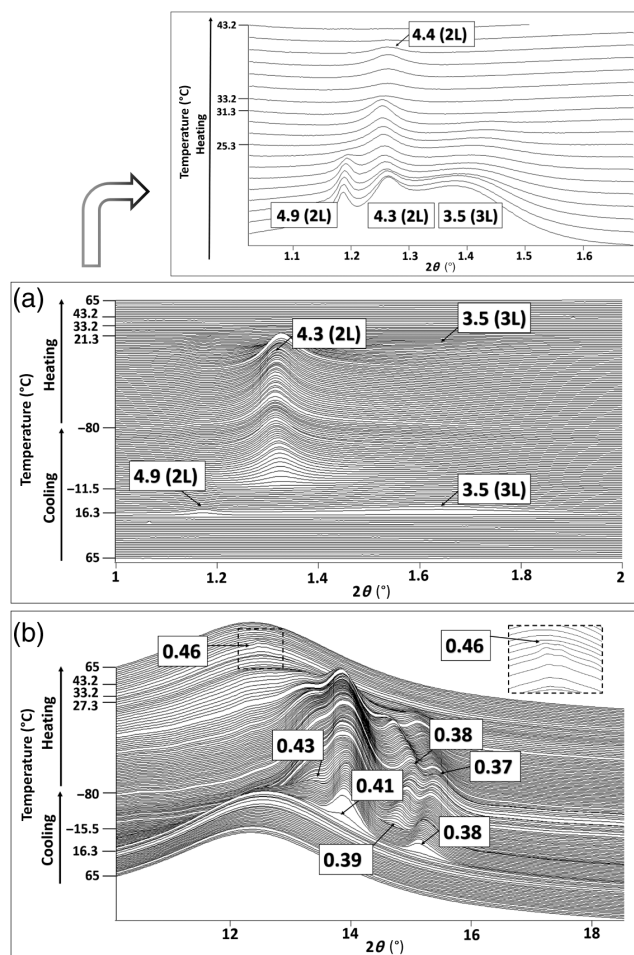 43.2
4.4 (2L)
Temperature (°C)
Heating
33.2
31.3
25.3
4.9 (2L)
4.3 (2L)
3.5 (3L)
1.1
1.2
1.3
1.4
1.5
1.6
2θ (°)
(a)
65
43.2
33.2
21.3
4.3 (2L)
3.5 (3L)
Temperature (°C)
Heating
−80
4.9 (2L)
3.5 (3L)
Cooling
−11.5
16.3
65
1
1.2
1.4
1.6
1.8
2
2θ (°)
(b)
0.46
0.46
65
43.2
33.2
27.3
Temperature (°C)
Heating
0.43
0.38
0.37
0.41
−80
Cooling
−15.5
16.3
65
0.39
0.38
12
14
16
18
2θ (°)